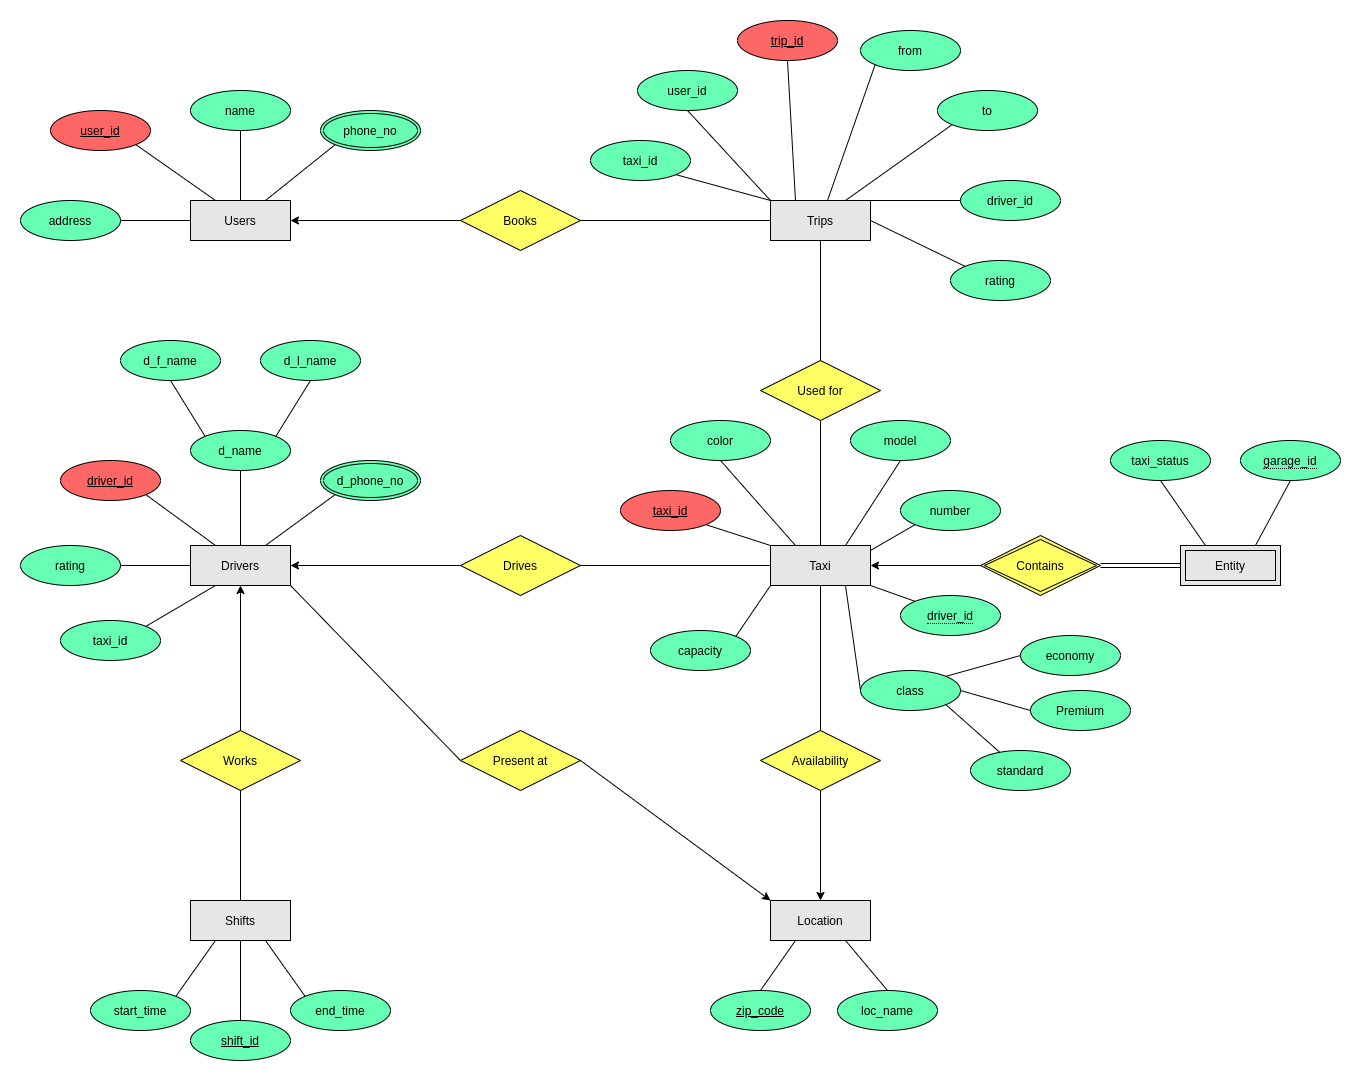 trip_id
from
user_id
to
name
user_id
phone_no
taxi_id
driver_id
address
Users
Books
Trips
rating
d_f_name
d_l_name
Used for
color
model
d_name
taxi_status
garage_id
driver_id
d_phone_no
taxi_id
number
rating
Drivers
Drives
Taxi
Contains
Entity
driver_id
taxi_id
capacity
economy
class
Premium
Works
Present at
Availability
standard
Shifts
Location
start_time
end_time
zip_code
loc_name
shift_id